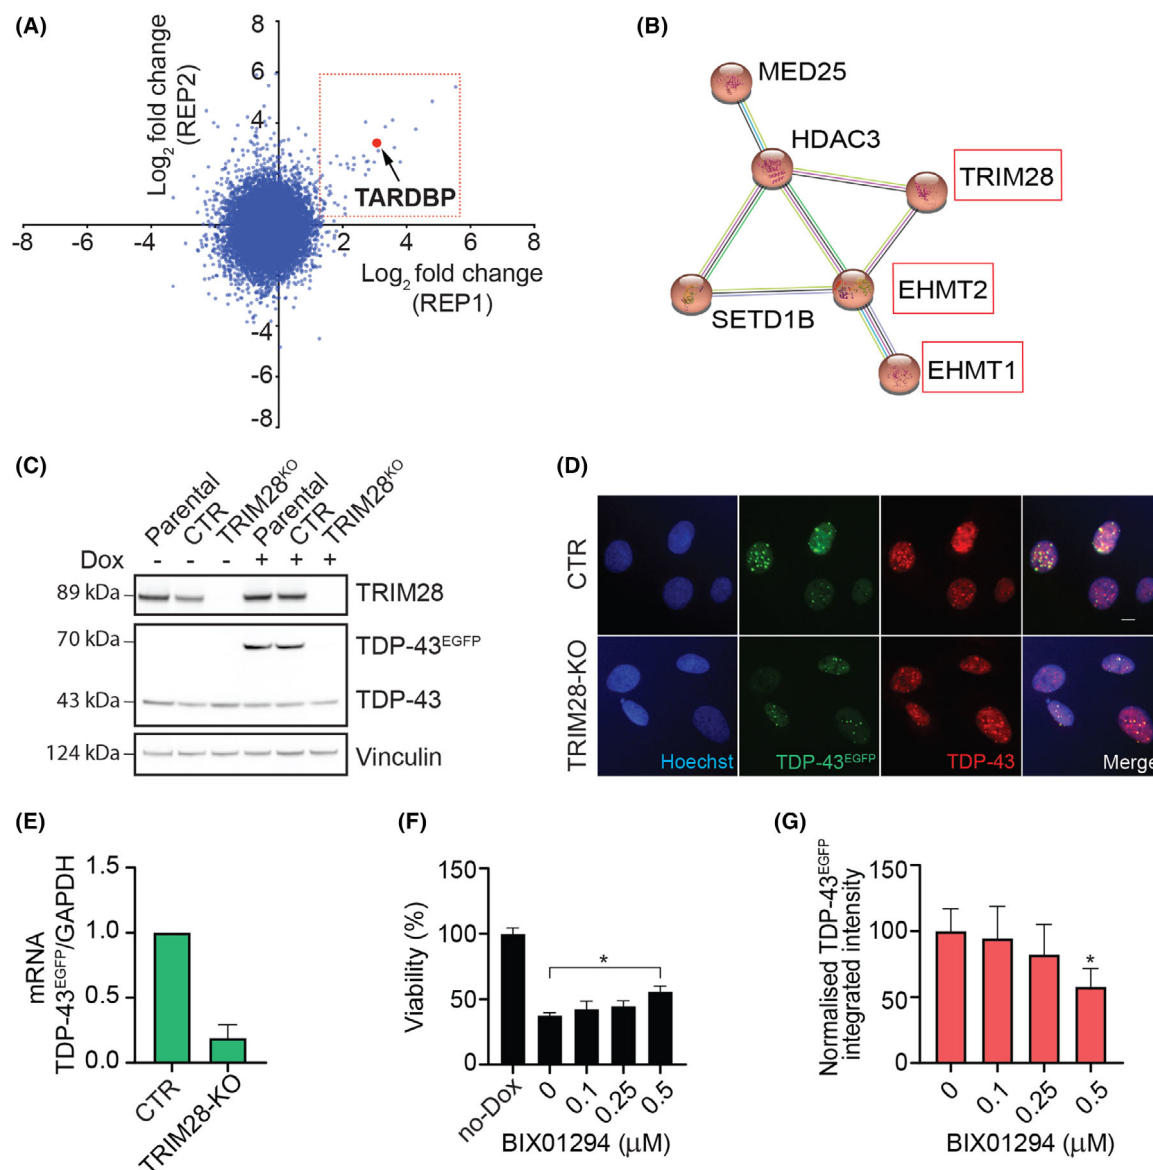 (A)
Log2 fold change
(REP2)
8
6
4
2
-8
-6
-4
-2
2
4
6
8
-4
-6
-8
TARDBP
Log2 fold change
(REP1)
(B)
MED25
HDAC3
TRIM28
EHMT2
SETD1B
EHMT1
(C)
Parental
CTR
TRIM28KO
Parental
CTR
TRIM28KO
Dox - - - + + +
89 kDa
TRIM28
70 kDa
TDP-43EGFP
43 kDa
TDP-43
124 kDa
Vinculin
(D)
CTR
TRIM28-KO
Hoechst
TDP-43EGFP
TDP-43
Merge
(E)
mRNA
TDP-43EGFP/GAPDH
1.5
1.0
0.5
0.0
CTR
TRIM28-KO
(F)
Viability (%)
150
100
50
0
*
no-Dox
0
0.1
0.25
0.5
BIX01294 (μM)
(G)
Normalised TDP-43EGFP
integrated intensity
150
100
50
0
*
0
0.1
0.25
0.5
BIX01294 (μM)